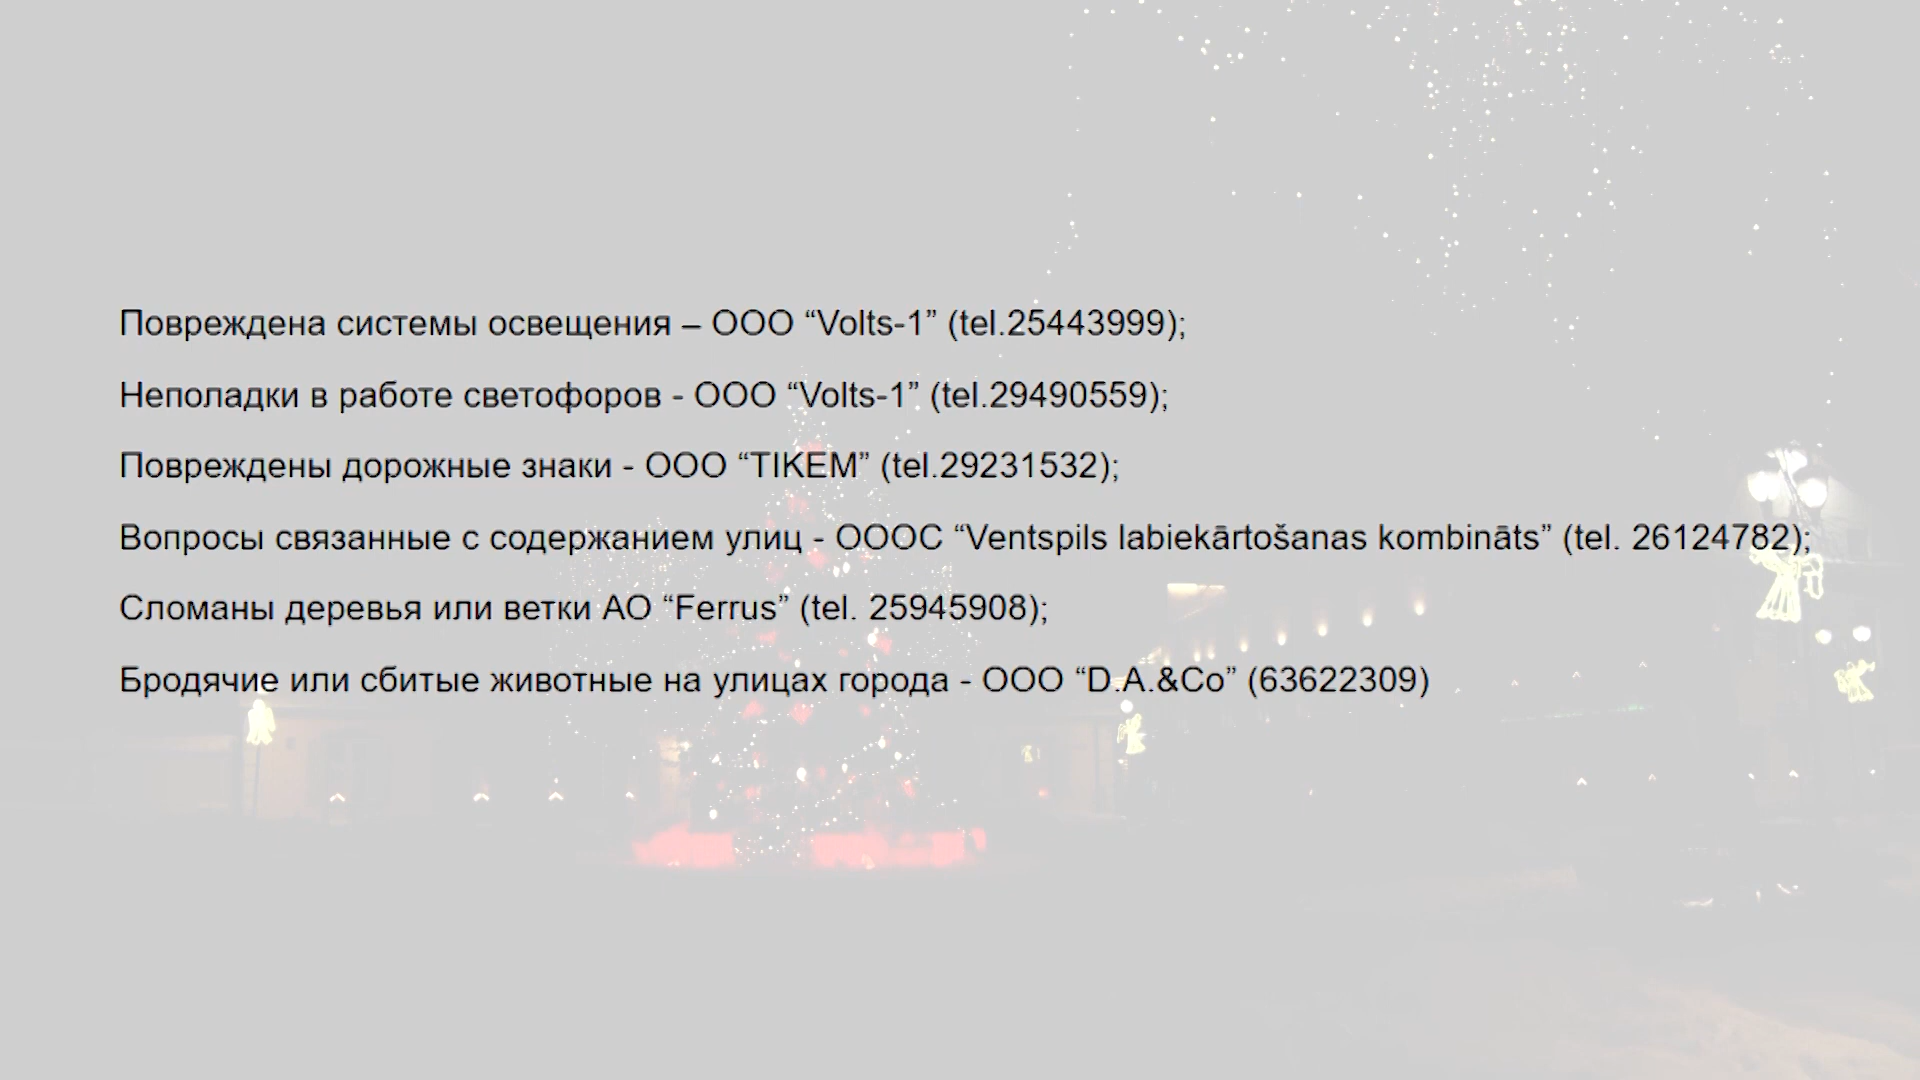 Повреждена системы освещения – ООО “Volts-1” (tel.25443999);
Неполадки в работе светофоров - ООО “Volts-1” (tel.29490559);
Повреждены дорожные знаки - ООО “TIKEM” (tel.29231532);
Вопросы связанные с содержанием улиц - ОООС “Ventspils labiekārtošanas kombināts” (tel. 26124782);
Сломаны деревья или ветки АО “Ferrus” (tel. 25945908);
Бродячие или сбитые животные на улицах города - ООО “D.A.&Co” (63622309)